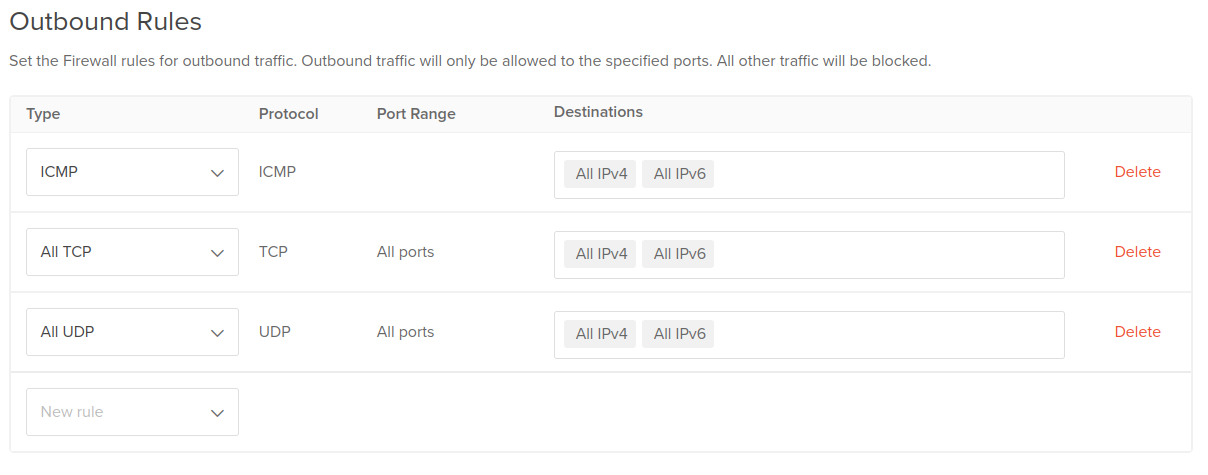 Outbound Rules
Set the Firewall rules for outbound traffic. Outbound traffic will only be allowed to the specified ports. All other traffic will be blocked.
Type Protocol Port Range Destinations
ICMP ICMP All IPv4 All IPv6 Delete
All TCP TCP All ports All IPv4 All IPv6 Delete
All UDP UDP All ports All IPv4 All IPv6 Delete
New rule